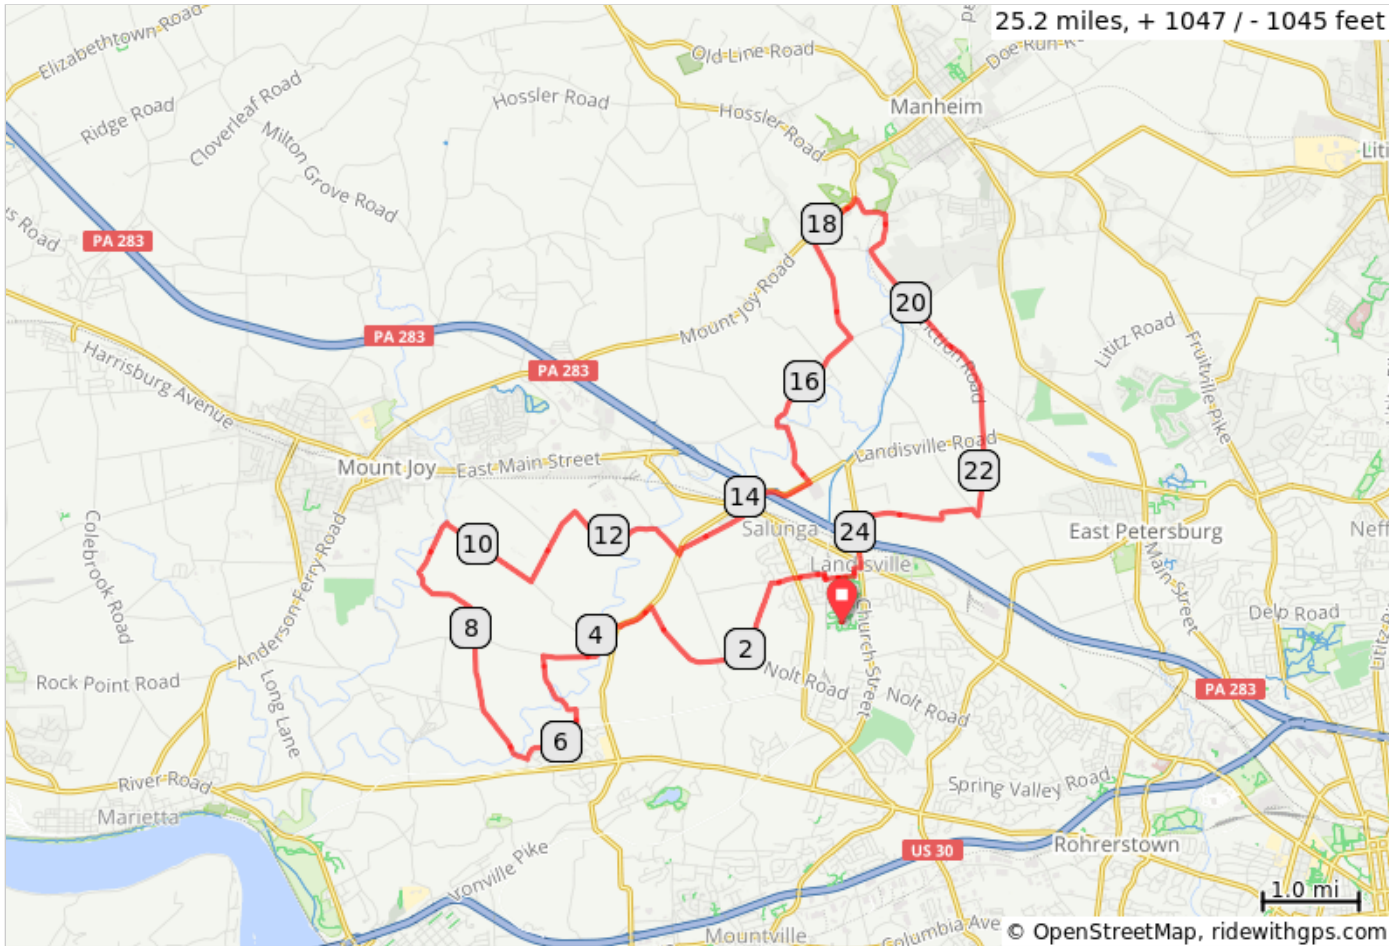 25.2 miles, + 1047 / - 1045 feet
Elizabethtown Road
Old Line Road
Doe Run
Ridge Road
Cloverleaf Road
Hossler Road
Hossler Road
Manheim
Milton Grove Road
Road
PA 283
18
Mount Joy Road
20
Lititz Road
Fruitville Pike
PA 283
PA 283
Harrisburg Avenue
16
Road
Landisville Road
Mount Joy
East Main Street
22
14
Salunga
24
East Petersburg
Colebrook Road
Anderson Ferry Road
10
12
Landisville
Main Street
8
4
2
Church Street
Delp Road
Nolt Road
Nolt Road
Rock Point Road
Long Lane
PA 283
6
River Road
Spring Valley Road
Marietta
US 30
Rohrerstown
Pike
1.0 mi
Mountville
Columbia Ave
© OpenStreetMap, ridewithgps.com